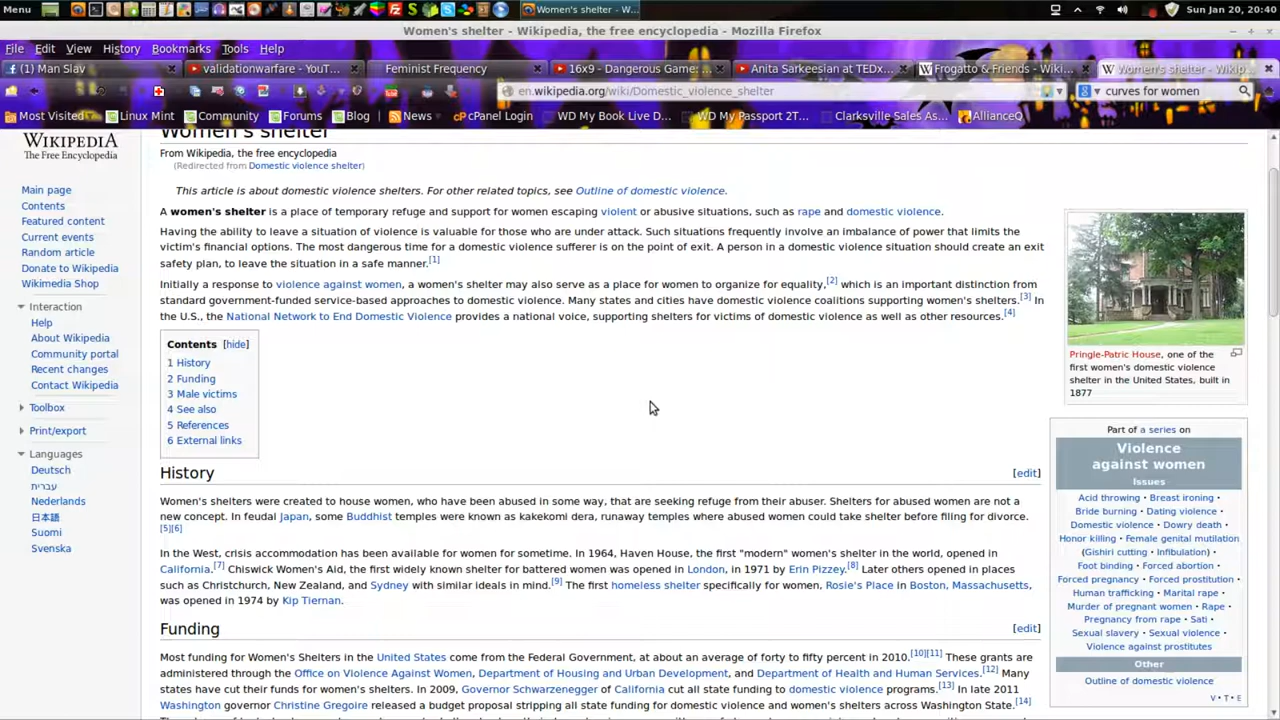 Menu Women's shelter - W... Sun Jan 20, 20:40
Women's shelter - Wikipedia, the free encyclopedia - Mozilla Firefox
File Edit View History Bookmarks Tools Help
(1) Man Slav validationwarfare - YouT... Feminist Frequency 16x9 - Dangerous Game: ... Anita Sarkeesian at TEDx... Frogatto & Friends - Wiki... Women's shelter - Wikip...
en.wikipedia.org/wiki/Domestic_violence_shelter curves for women
Most Visited Linux Mint Community Forums Blog News cPanel Login WD My Book Live D... WD My Passport 2T... Clarksville Sales As... AllianceQ
WIKIPEDIA
The Free Encyclopedia
Main page
Contents
Featured content
Current events
Random article
Donate to Wikipedia
Wikimedia Shop
Interaction
Help
About Wikipedia
Community portal
Recent changes
Contact Wikipedia
Toolbox
Print/export
Languages
Deutsch
עברית
Nederlands
日本語
Suomi
Svenska
Women's shelter
From Wikipedia, the free encyclopedia
(Redirected from Domestic violence shelter)
This article is about domestic violence shelters. For other related topics, see Outline of domestic violence.
A women's shelter is a place of temporary refuge and support for women escaping violent or abusive situations, such as rape and domestic violence.
Having the ability to leave a situation of violence is valuable for those who are under attack. Such situations frequently involve an imbalance of power that limits the
victim's financial options. The most dangerous time for a domestic violence sufferer is on the point of exit. A person in a domestic violence situation should create an exit
safety plan, to leave the situation in a safe manner.[1]
Initially a response to violence against women, a women's shelter may also serve as a place for women to organize for equality,[2] which is an important distinction from
standard government-funded service-based approaches to domestic violence. Many states and cities have domestic violence coalitions supporting women's shelters.[3] In
the U.S., the National Network to End Domestic Violence provides a national voice, supporting shelters for victims of domestic violence as well as other resources.[4]
Contents [hide]
1 History
2 Funding
3 Male victims
4 See also
5 References
6 External links
History [edit]
Women's shelters were created to house women, who have been abused in some way, that are seeking refuge from their abuser. Shelters for abused women are not a
new concept. In feudal Japan, some Buddhist temples were known as kakekomi dera, runaway temples where abused women could take shelter before filing for divorce.
[5][6]
In the West, crisis accommodation has been available for women for sometime. In 1964, Haven House, the first "modern" women's shelter in the world, opened in
California.[7] Chiswick Women's Aid, the first widely known shelter for battered women was opened in London, in 1971 by Erin Pizzey.[8] Later others opened in places
such as Christchurch, New Zealand, and Sydney with similar ideals in mind.[9] The first homeless shelter specifically for women, Rosie's Place in Boston, Massachusetts,
was opened in 1974 by Kip Tiernan.
Funding [edit]
Most funding for Women's Shelters in the United States come from the Federal Government, at about an average of forty to fifty percent in 2010.[10][11] These grants are
administered through the Office on Violence Against Women, Department of Housing and Urban Development, and Department of Health and Human Services.[12] Many
states have cut their funds for women's shelters. In 2009, Governor Schwarzenegger of California cut all state funding to domestic violence programs.[13] In late 2011
Washington governor Christine Gregoire released a budget proposal stripping all state funding for domestic violence and women's shelters across Washington State.[14]
Pringle-Patric House, one of the
first women's domestic violence
shelter in the United States, built in
1877
Part of a series on
Violence
against women
Issues
Acid throwing · Breast ironing ·
Bride burning · Dating violence ·
Domestic violence · Dowry death ·
Honor killing · Female genital mutilation
(Gishiri cutting · Infibulation) ·
Foot binding · Forced abortion ·
Forced pregnancy · Forced prostitution ·
Human trafficking · Marital rape ·
Murder of pregnant women · Rape ·
Pregnancy from rape · Sati ·
Sexual slavery · Sexual violence ·
Violence against prostitutes
Other
Outline of domestic violence
V · T · E